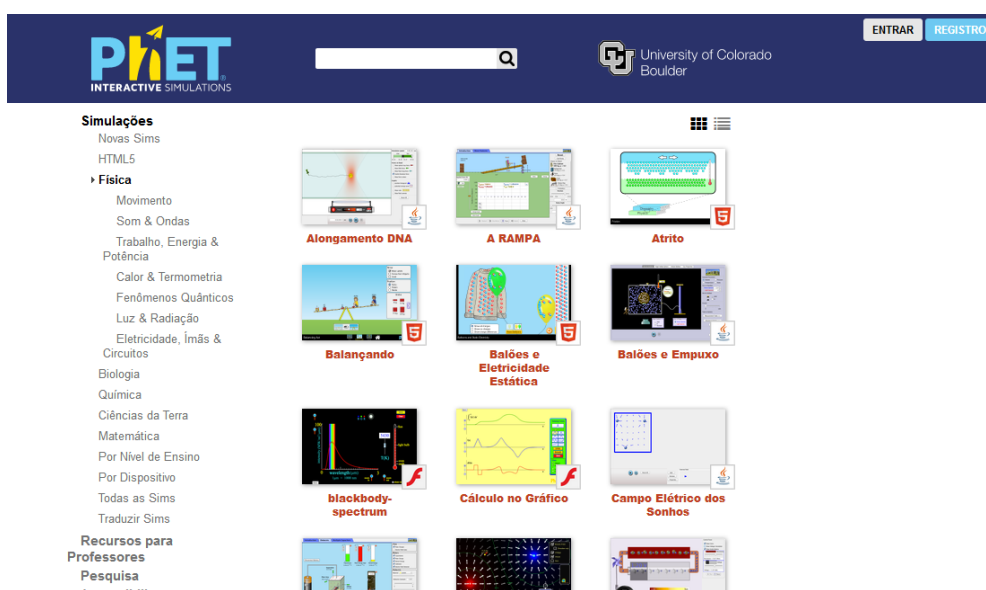 ENTRAR REGISTRO
PhET
INTERACTIVE SIMULATIONS
University of Colorado
Boulder
Simulações
Novas Sims
HTML5
Física
Movimento
Som & Ondas
Trabalho, Energia &
Potência
Calor & Termometria
Fenômenos Quânticos
Luz & Radiação
Eletricidade, Ímãs &
Circuitos
Biologia
Química
Ciências da Terra
Matemática
Por Nível de Ensino
Por Dispositivo
Todas as Sims
Traduzir Sims
Recursos para
Professores
Pesquisa
Alongamento DNA
A RAMPA
Atrito
Balançando
Balões e
Eletricidade
Estática
Balões e Empuxo
blackbody-
spectrum
Cálculo no Gráfico
Campo Elétrico dos
Sonhos